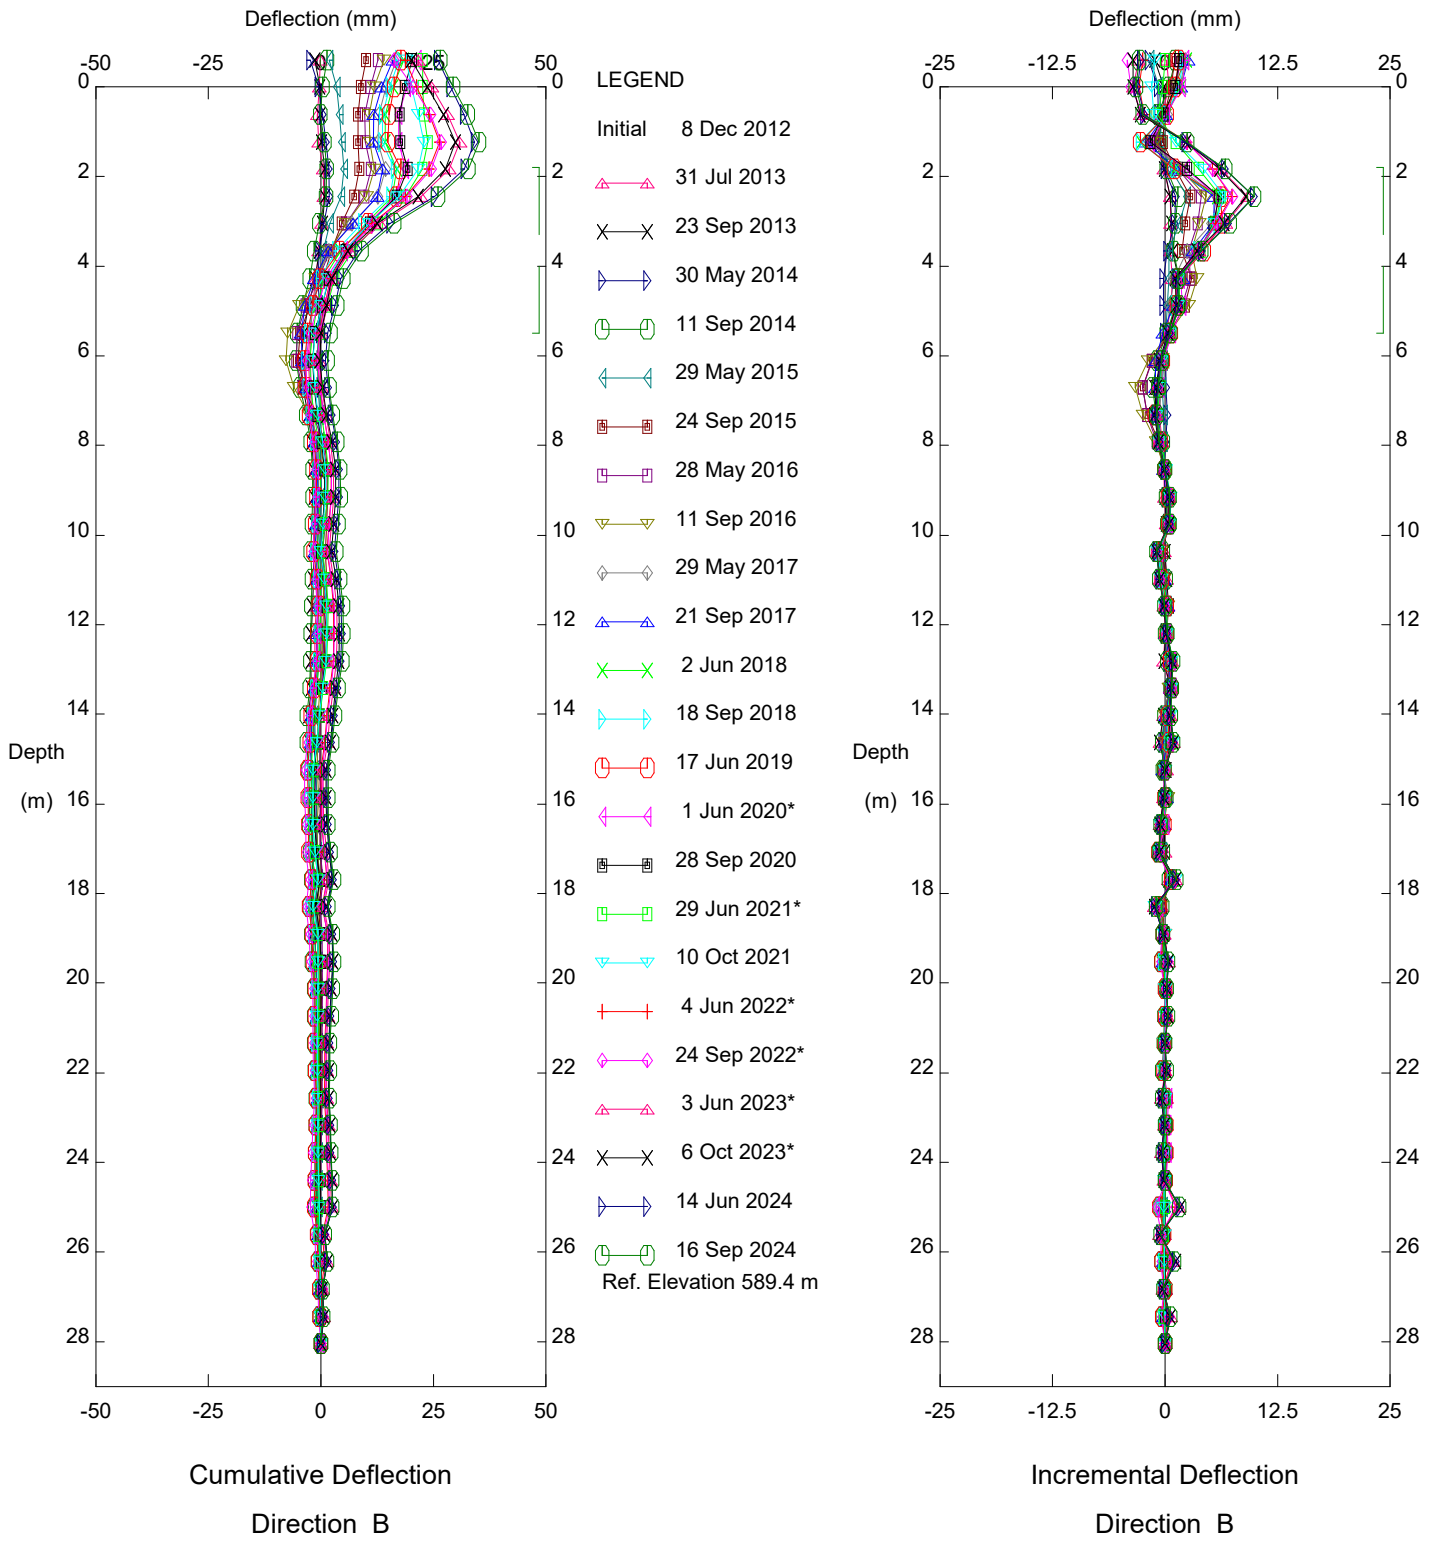 Deflection (mm)
-50 -25 0 25 50
0 0
2 2
4 4
6 6
8 8
10 10
12 12
14 14
Depth
(m)
16 16
18 18
20 20
22 22
24 24
26 26
28 28
-50 -25 0 25 50
Cumulative Deflection
Direction B
LEGEND
Initial 8 Dec 2012
31 Jul 2013
23 Sep 2013
30 May 2014
11 Sep 2014
29 May 2015
24 Sep 2015
28 May 2016
11 Sep 2016
29 May 2017
21 Sep 2017
2 Jun 2018
18 Sep 2018
17 Jun 2019
1 Jun 2020*
28 Sep 2020
29 Jun 2021*
10 Oct 2021
4 Jun 2022*
24 Sep 2022*
3 Jun 2023*
6 Oct 2023*
14 Jun 2024
16 Sep 2024
Ref. Elevation 589.4 m
Deflection (mm)
-25 -12.5 0 12.5 25
0 0
2 2
4 4
6 6
8 8
10 10
12 12
14 14
Depth
(m)
16 16
18 18
20 20
22 22
24 24
26 26
28 28
-25 -12.5 0 12.5 25
Incremental Deflection
Direction B